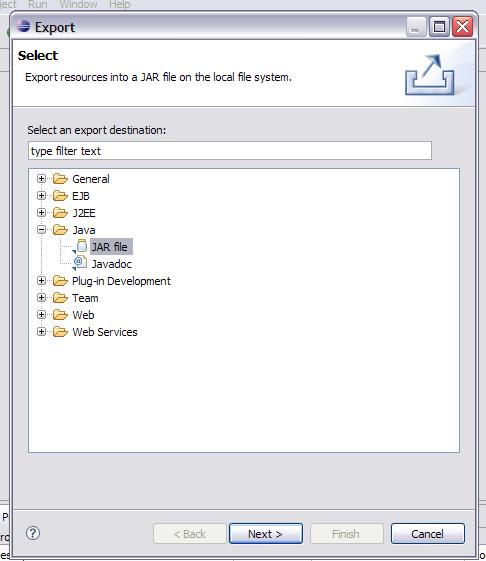 ject Run Window Help
Export
Select
Export resources into a JAR file on the local file system.
Select an export destination:
type filter text
General
EJB
J2EE
Java
JAR file
Javadoc
Plug-in Development
Team
Web
Web Services
< Back Next > Finish Cancel